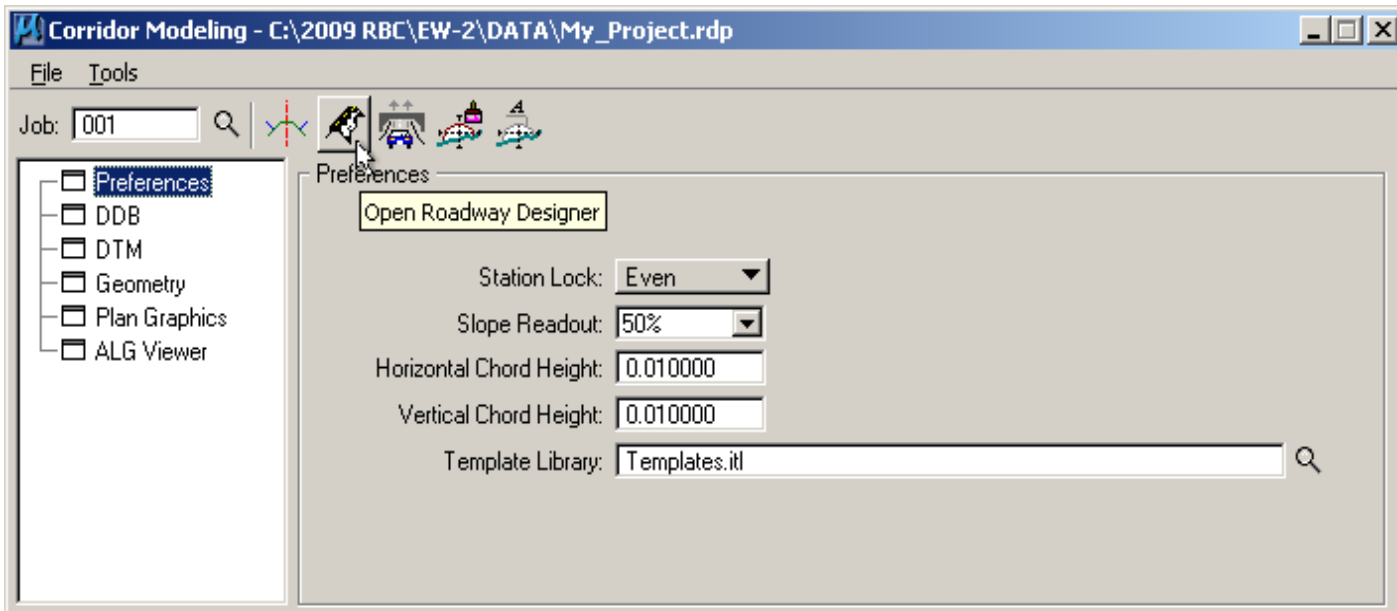 Corridor Modeling - C:\2009 RBC\EW-2\DATA\My_Project.rdp
File Tools
Job: 001
Preferences
DDB
DTM
Geometry
Plan Graphics
ALG Viewer
Preferences
Open Roadway Designer
Station Lock: Even
Slope Readout: 50%
Horizontal Chord Height: 0.010000
Vertical Chord Height: 0.010000
Template Library: Templates.itl